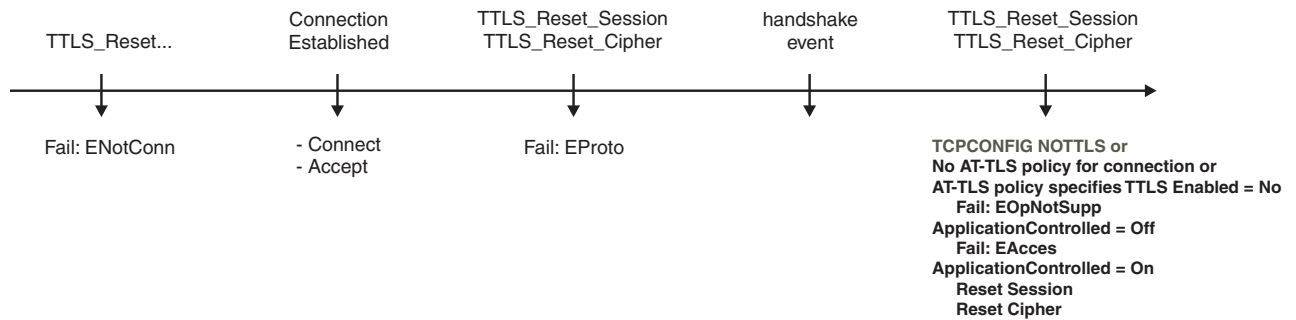 TTLS_Reset...
Connection
Established
TTLS_Reset_Session
TTLS_Reset_Cipher
handshake
event
TTLS_Reset_Session
TTLS_Reset_Cipher
Fail: ENotConn
- Connect
- Accept
Fail: EProto
TCPCONFIG NOTTLS or
No AT-TLS policy for connection or
AT-TLS policy specifies TTLS Enabled = No
Fail: EOpNotSupp
ApplicationControlled = Off
Fail: EAcces
ApplicationControlled = On
Reset Session
Reset Cipher